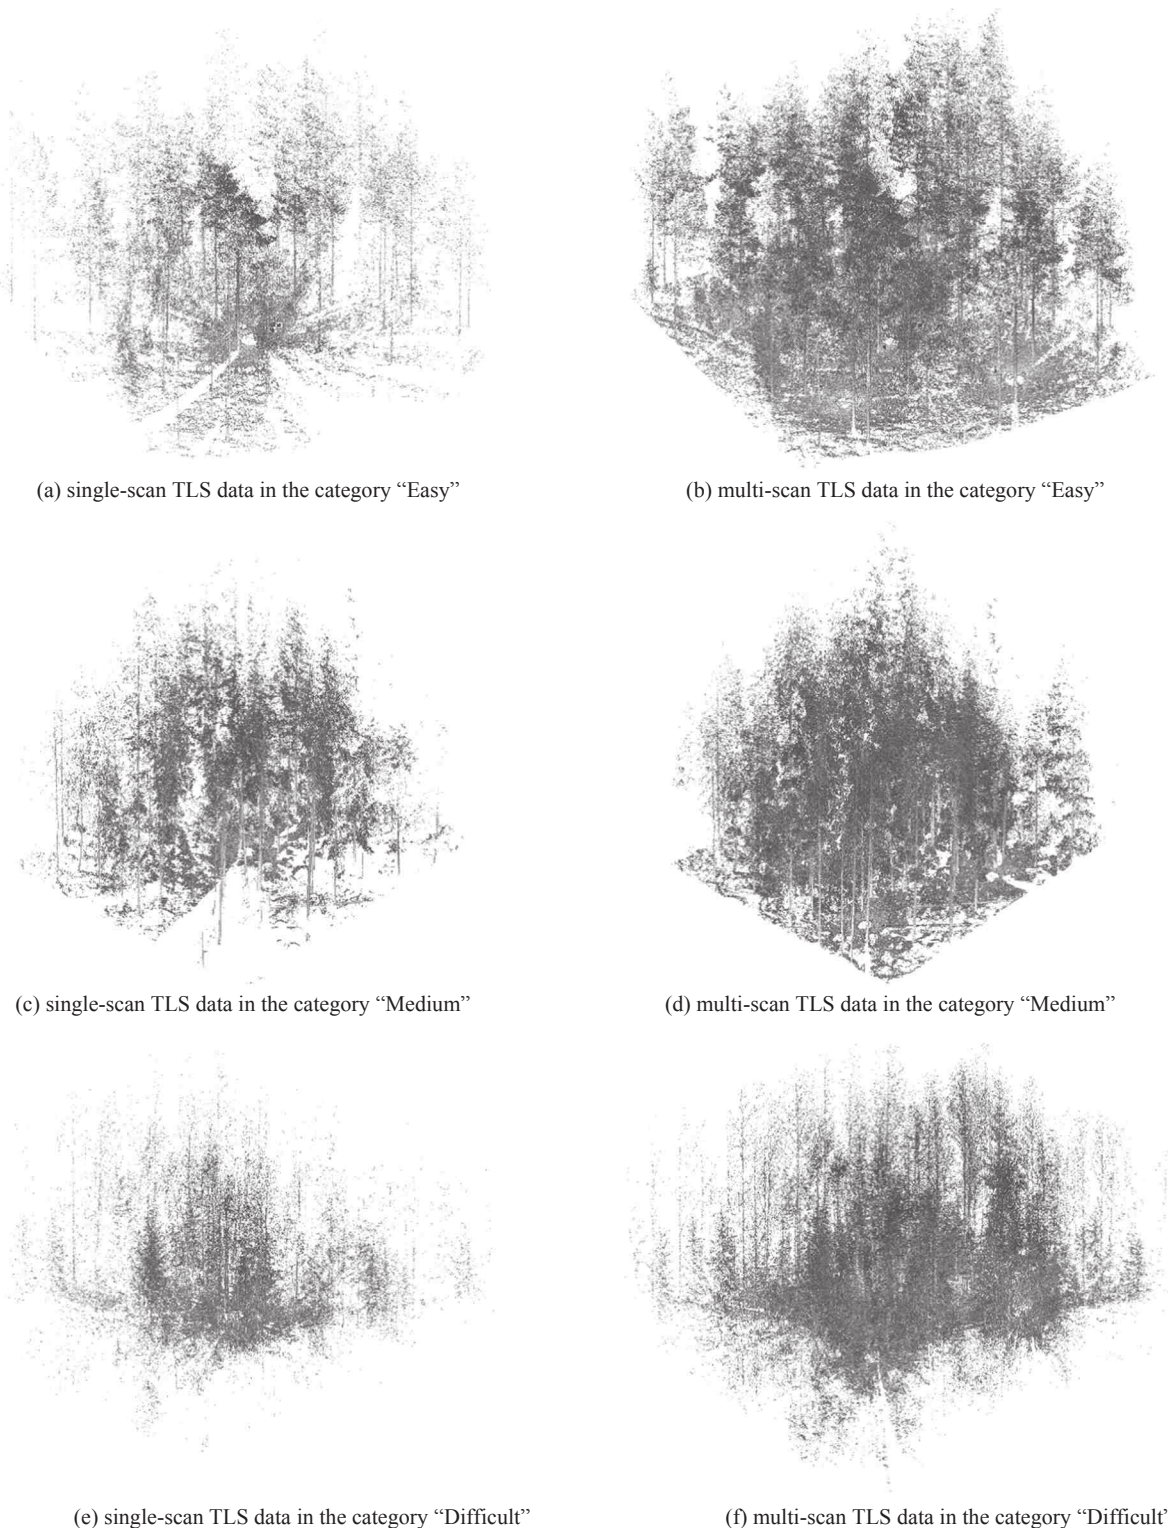 (a) single-scan TLS data in the category “Easy”
(b) multi-scan TLS data in the category “Easy”
(c) single-scan TLS data in the category “Medium”
(d) multi-scan TLS data in the category “Medium”
(e) single-scan TLS data in the category “Difficult”
(f) multi-scan TLS data in the category “Difficult’